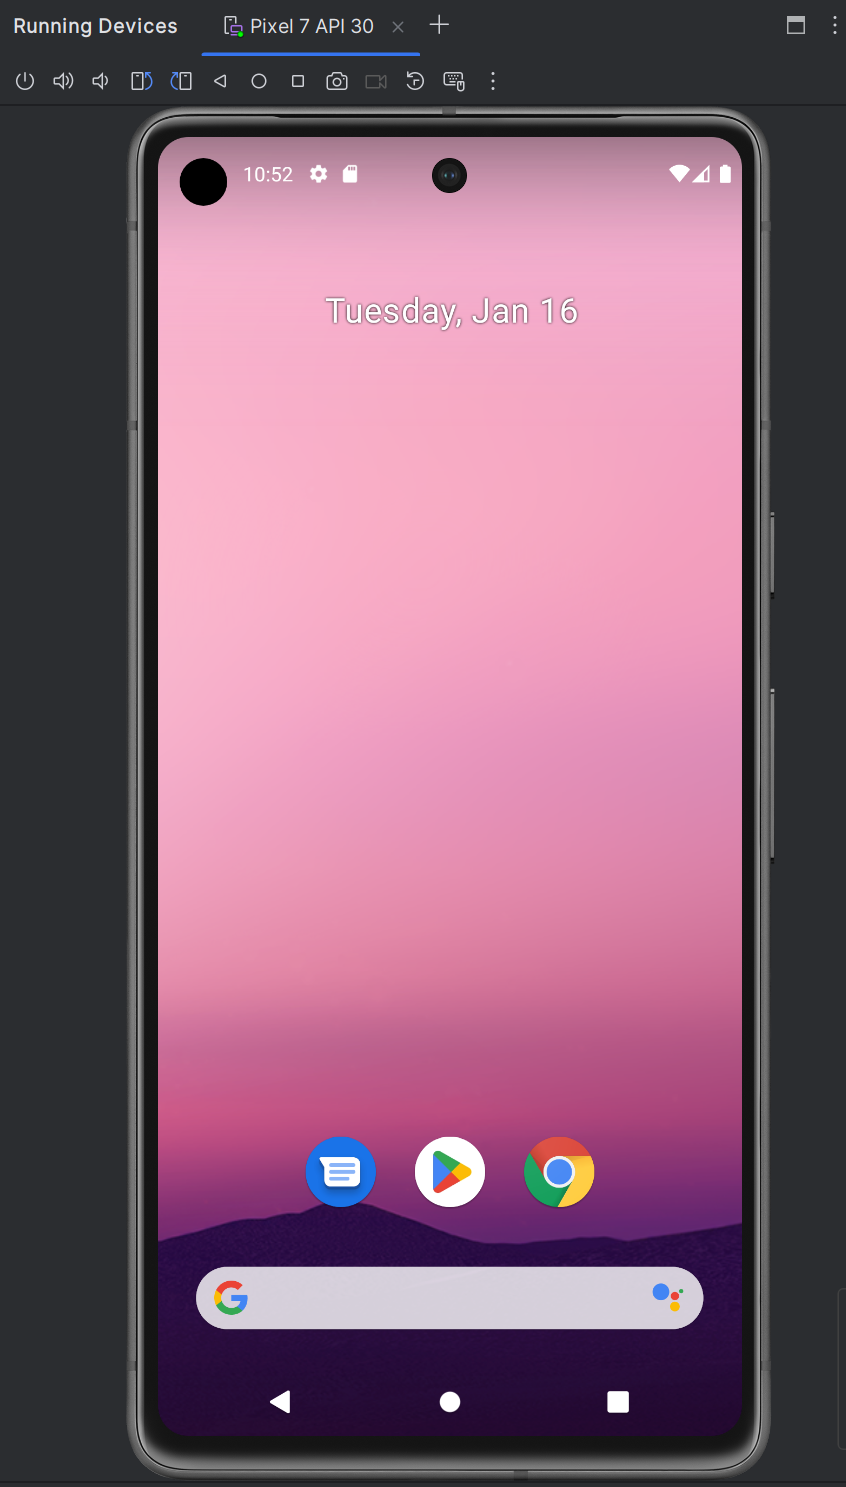 Running Devices
Pixel 7 API 30
10:52
Tuesday, Jan 16